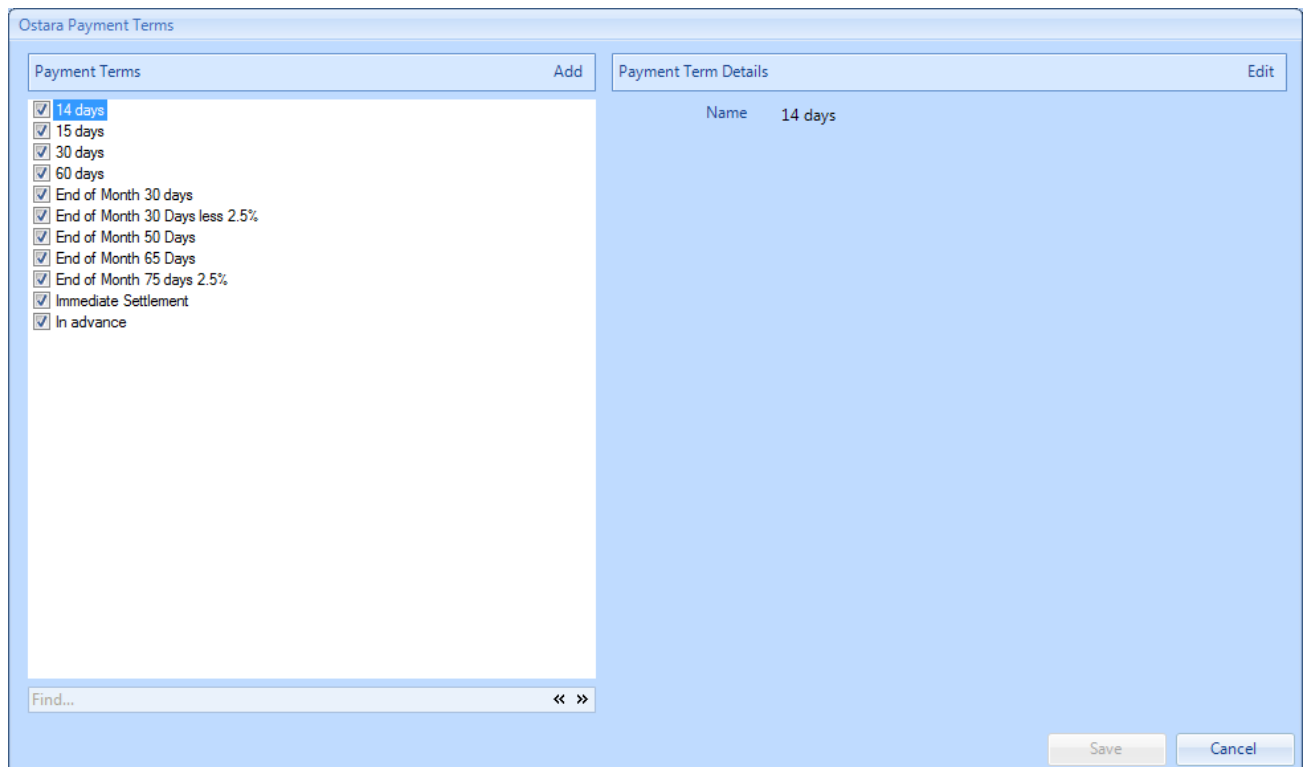 Ostara Payment Terms
Payment Terms Add
14 days
15 days
30 days
60 days
End of Month 30 days
End of Month 30 Days less 2.5%
End of Month 50 Days
End of Month 65 Days
End of Month 75 days 2.5%
Immediate Settlement
In advance
Find... « »
Payment Term Details Edit
Name 14 days
Save Cancel